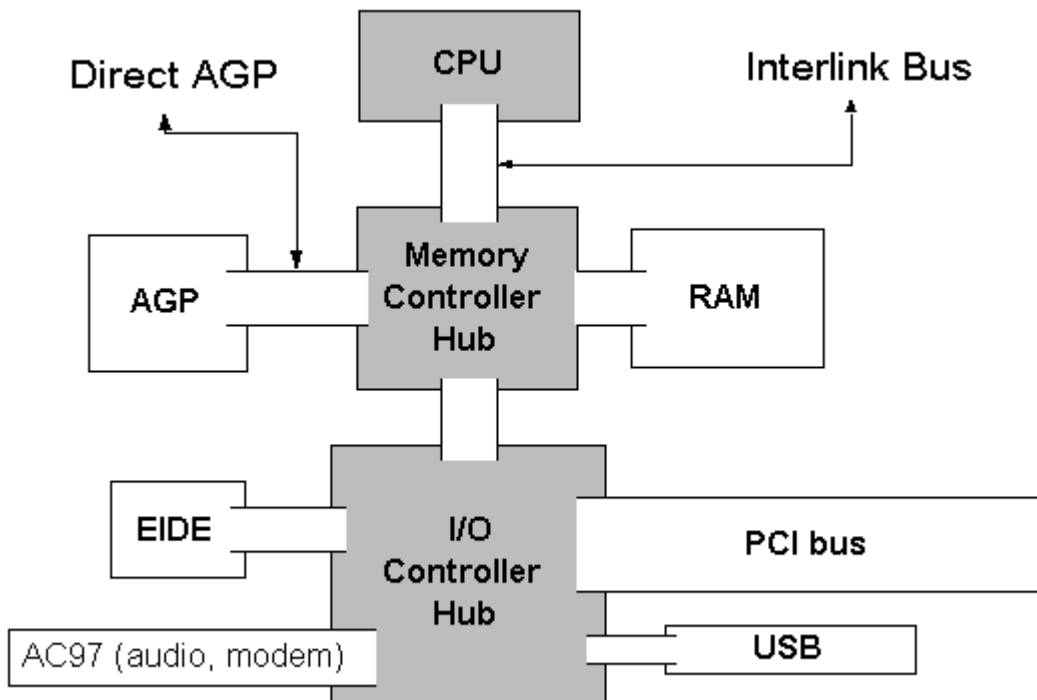 CPU
Direct AGP
Interlink Bus
AGP
Memory
Controller
Hub
RAM
EIDE
I/O
Controller
Hub
PCI bus
AC97 (audio, modem)
USB